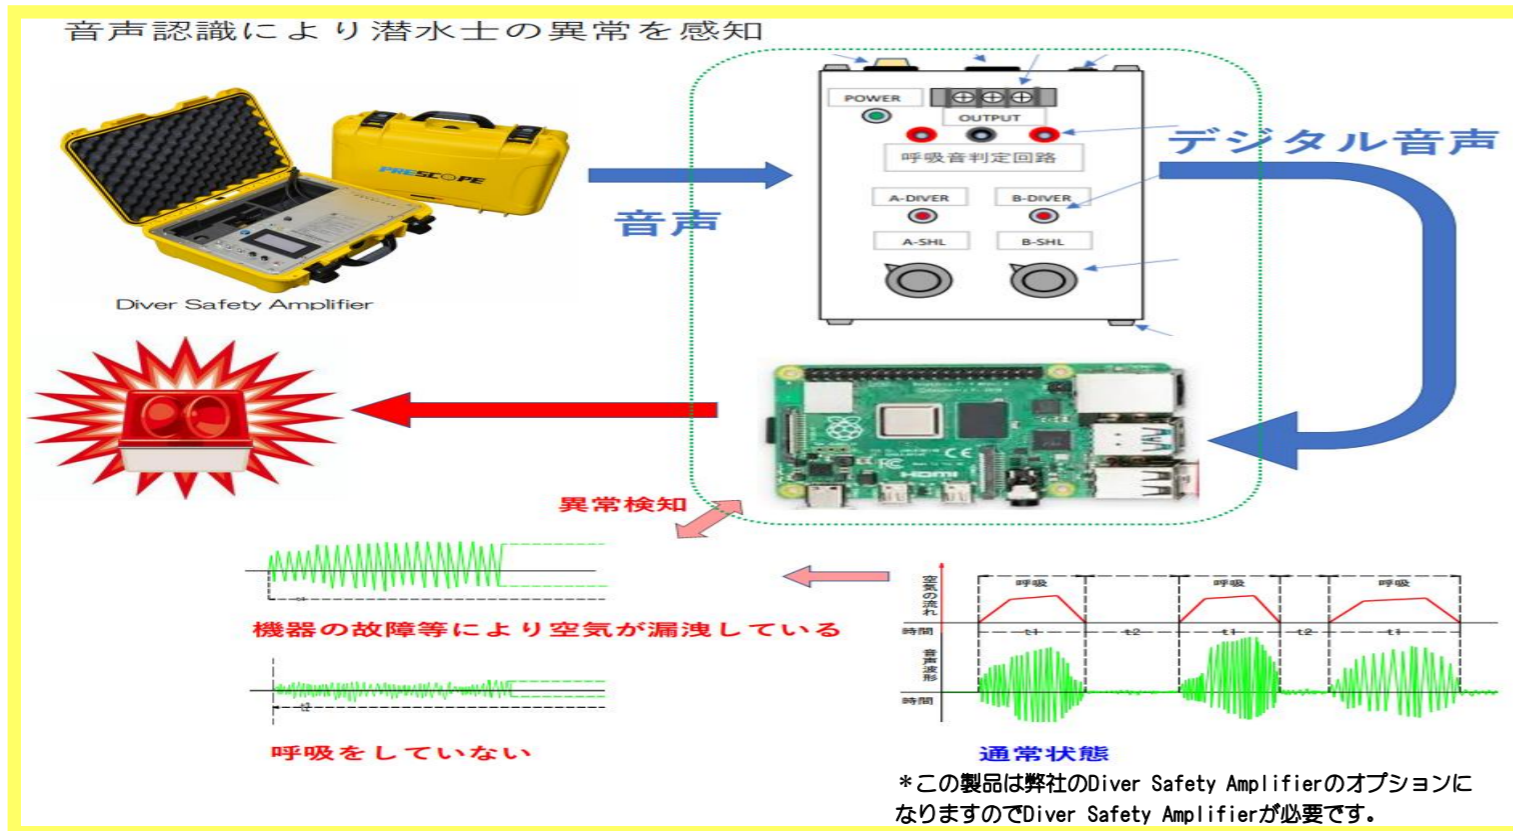 音声認識により潜水士の異常を感知
PRESCOPE
Diver Safety Amplifier
音声
POWER
OUTPUT
呼吸音判定回路
A-DIVER
B-DIVER
A-SHL
B-SHL
デジタル音声
HDMI
異常検知
機器の故障等により空気が漏洩している
t2
呼吸をしていない
空気の流れ
呼吸
呼吸
呼吸
時間
t1
t2
t1
t2
t1
音声波形
時間
通常状態
*この製品は弊社のDiver Safety Amplifierのオプションに
なりますのでDiver Safety Amplifierが必要です。